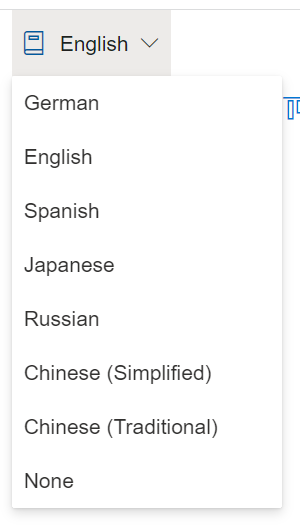 English
German
English
Spanish
Japanese
Russian
Chinese (Simplified)
Chinese (Traditional)
None